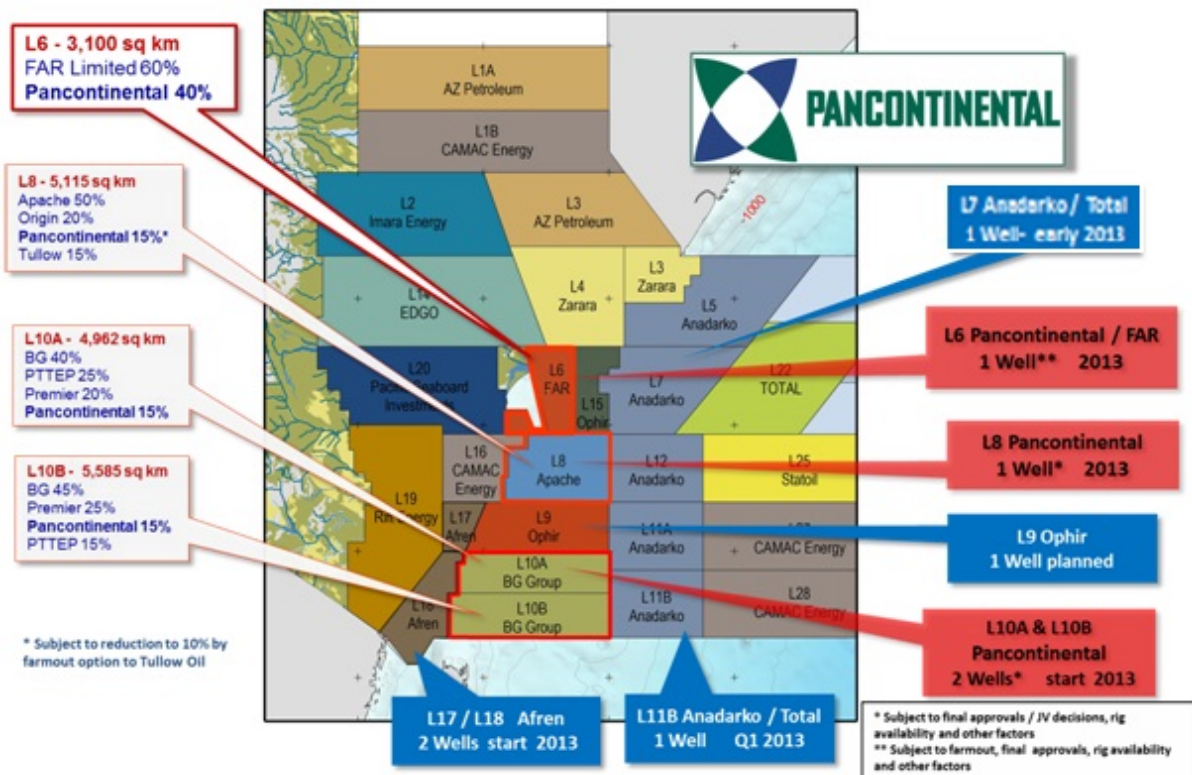 L6 - 3,100 sq km
FAR Limited 60%
Pancontinental 40%
L8 - 5,115 sq km
Apache 50%
Origin 20%
Pancontinental 15%*
Tullow 15%
L10A - 4,962 sq km
BG 40%
PTTEP 25%
Premier 20%
Pancontinental 15%
L10B - 5,585 sq km
BG 45%
Premier 25%
Pancontinental 15%
PTTEP 15%
* Subject to reduction to 10% by
farmout option to Tullow Oil
PANCONTINENTAL
L1A
AZ Petroleum
L1B
CAMAC Energy
L2
Imara Energy
L3
AZ Petroleum
-1000
L4
Zarara
L3
Zarara
L14
EDGO
L5
Anadarko
L20
Pacific Seaboard
Investments
L6
FAR
L15
Ophir
L7
Anadarko
L22
TOTAL
L16
CAMAC
Energy
L8
Apache
L12
Anadarko
L25
Statoil
L19
Rift Energy
L17
Afren
L9
Ophir
L11A
Anadarko
CAMAC Energy
L10A
BG Group
L10B
BG Group
L11B
Anadarko
L28
CAMAC Energy
L18
Afren
L7 Anadarko / Total
1 Well- early 2013
L6 Pancontinental / FAR
1 Well** 2013
L8 Pancontinental
1 Well* 2013
L9 Ophir
1 Well planned
L10A & L10B
Pancontinental
2 Wells* start 2013
L17 / L18 Afren
2 Wells start 2013
L11B Anadarko / Total
1 Well Q1 2013
* Subject to final approvals / JV decisions, rig
availability and other factors
** Subject to farmout, final approvals, rig availability
and other factors